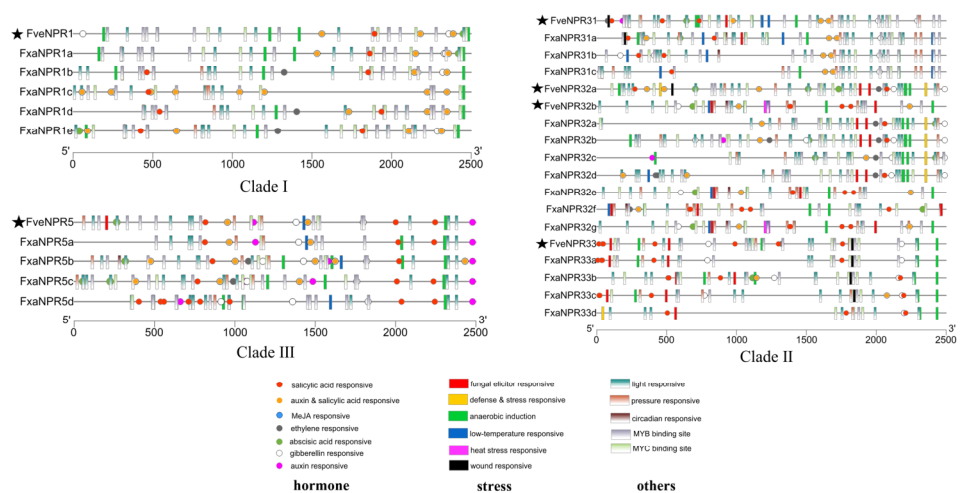 ★FveNPR1
FxaNPR1a
FxaNPR1b
FxaNPR1c
FxaNPR1d
FxaNPR1e
5' 3'
0 500 1000 1500 2000 2500
Clade I
★FveNPR5
FxaNPR5a
FxaNPR5b
FxaNPR5c
FxaNPR5d
5' 3'
0 500 1000 1500 2000 2500
Clade III
★FveNPR31
FxaNPR31a
FxaNPR31b
FxaNPR31c
★FveNPR32a
★FveNPR32b
FxaNPR32a
FxaNPR32b
FxaNPR32c
FxaNPR32d
FxaNPR32e
FxaNPR32f
FxaNPR32g
★FveNPR33
FxaNPR33a
FxaNPR33b
FxaNPR33c
FxaNPR33d
5' 3'
0 500 1000 1500 2000 2500
Clade II
salicylic acid responsive
auxin & salicylic acid responsive
MeJA responsive
ethylene responsive
abscisic acid responsive
gibberellin responsive
auxin responsive
hormone
fungal elicitor responsive
defense & stress responsive
anaerobic induction
low-temperature responsive
heat stress responsive
wound responsive
stress
light responsive
pressure responsive
circadian responsive
MYB binding site
MYC binding site
others